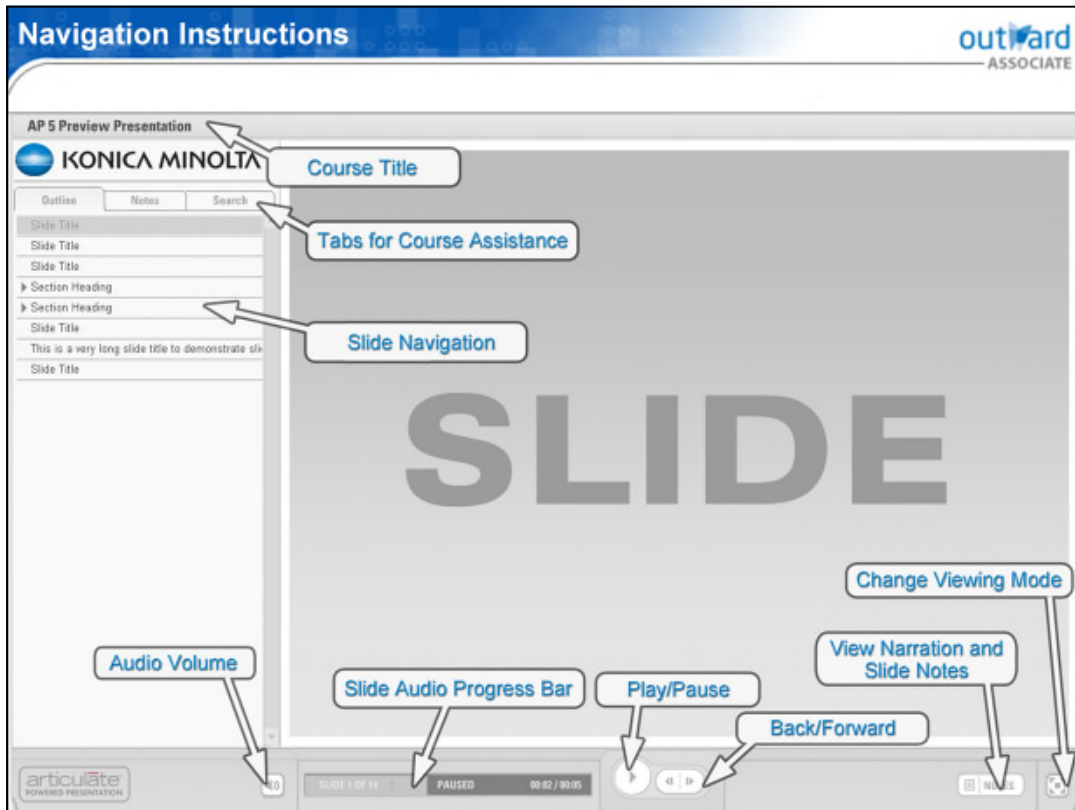 Navigation Instructions
outward
ASSOCIATE
AP 5 Preview Presentation
Course Title
KONICA MINOLTA
Outline Notes Search
Tabs for Course Assistance
Slide Title
Slide Title
Slide Title
Section Heading
Section Heading
Slide Navigation
Slide Title
This is a very long slide title to demonstrate sli
Slide Title
SLIDE
Change Viewing Mode
Audio Volume
Slide Audio Progress Bar
Play/Pause
View Narration and
Slide Notes
Back/Forward
articulate
POWERED PRESENTATION
SLIDE 1 OF 14 PAUSED 00:02 / 00:05
NOTES